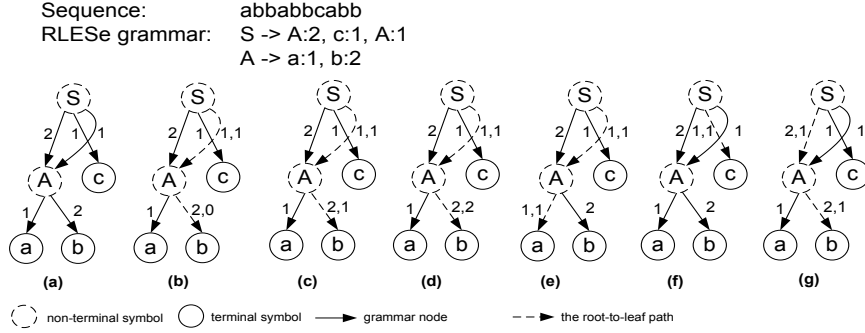 Sequence: abbabbcabb
RLESe grammar: S -> A:2, c:1, A:1
A -> a:1, b:2
S S S S S S S
2 1 1 2 1 1,1 2 1 1,1 2 1 1,1 2 1 1,1 2 1,1 1 2,1 1 1
A c A c A c A c A c A c A c
1 2 1 2,0 1 2,1 1 2,2 1,1 2 1 2 1 2,1
a b a b a b a b a b a b a b
(a) (b) (c) (d) (e) (f) (g)
non-terminal symbol terminal symbol grammar node the root-to-leaf path